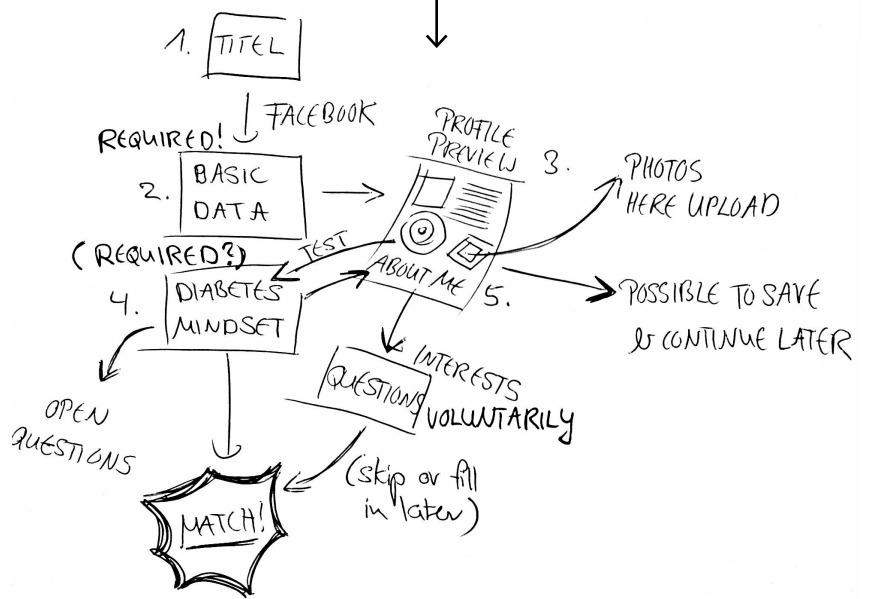 1. TITEL
FACEBOOK
REQUIRED!
2. BASIC
DATA
PROFILE
PREVIEW
3.
PHOTOS
HERE UPLOAD
(REQUIRED?)
TEST
ABOUT ME
5.
4. DIABETES
MINDSET
POSSIBLE TO SAVE
& CONTINUE LATER
OPEN
QUESTIONS
INTERESTS
QUESTIONS
VOLUNTARILY
(skip or fill
in later)
MATCH!